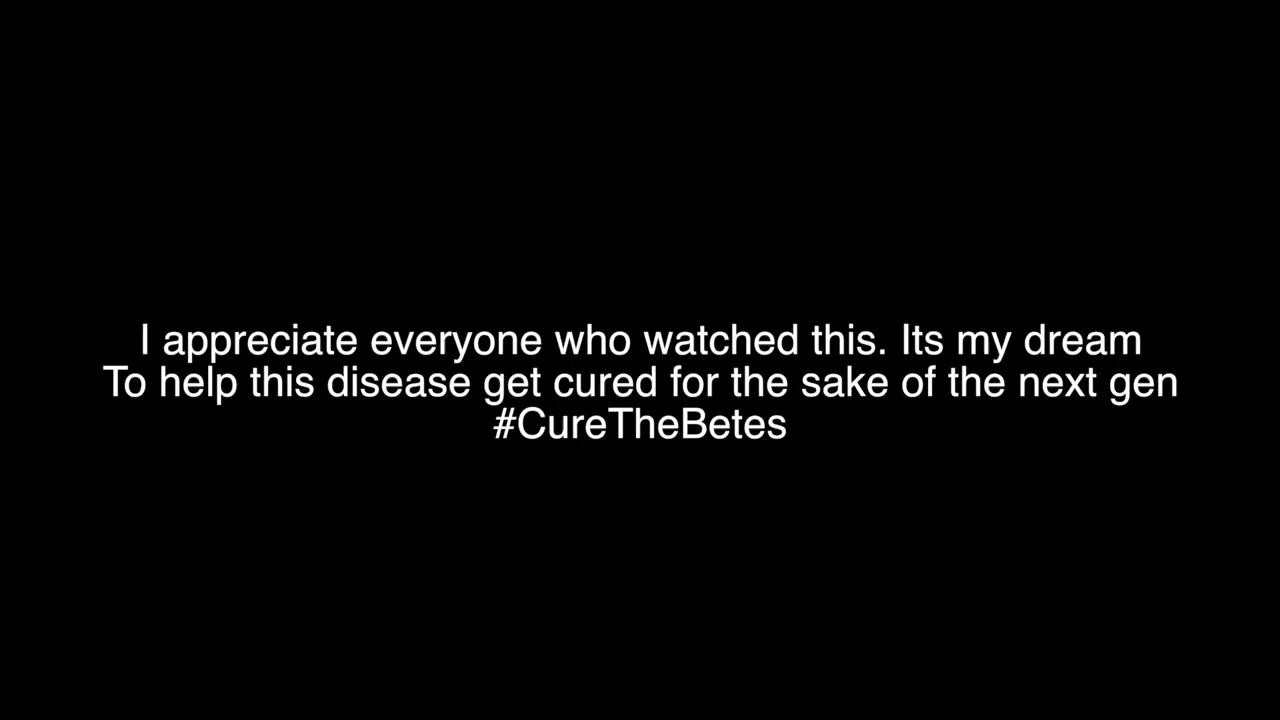 I appreciate everyone who watched this. Its my dream
To help this disease get cured for the sake of the next gen
#CureTheBetes